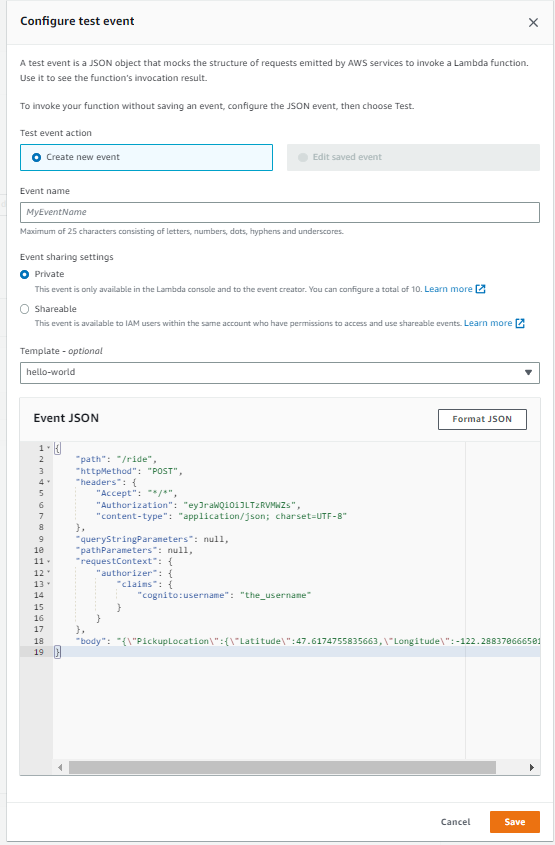 Configure test event
A test event is a JSON object that mocks the structure of requests emitted by AWS services to invoke a Lambda function.
Use it to see the function's invocation result.
To invoke your function without saving an event, configure the JSON event, then choose Test.
Test event action
Create new event
Edit saved event
Event name
MyEventName
Maximum of 25 characters consisting of letters, numbers, dots, hyphens and underscores.
Event sharing settings
Private
This event is only available in the Lambda console and to the event creator. You can configure a total of 10. Learn more
Shareable
This event is available to IAM users within the same account who have permissions to access and use shareable events. Learn more
Template - optional
hello-world
Event JSON
Format JSON
1 {
2 "path": "/ride",
3 "httpMethod": "POST",
4 "headers": {
5 "Accept": "*/*",
6 "Authorization": "eyJraWQiOiJLTzRVMWZs",
7 "content-type": "application/json; charset=UTF-8"
8 },
9 "queryStringParameters": null,
10 "pathParameters": null,
11 "requestContext": {
12 "authorizer": {
13 "claims": {
14 "cognito:username": "the_username"
15 }
16 }
17 },
18 "body": "{\"PickupLocation\":{\"Latitude\":47.6174755835663,\"Longitude\":-122.288370666501
19 }
Cancel
Save